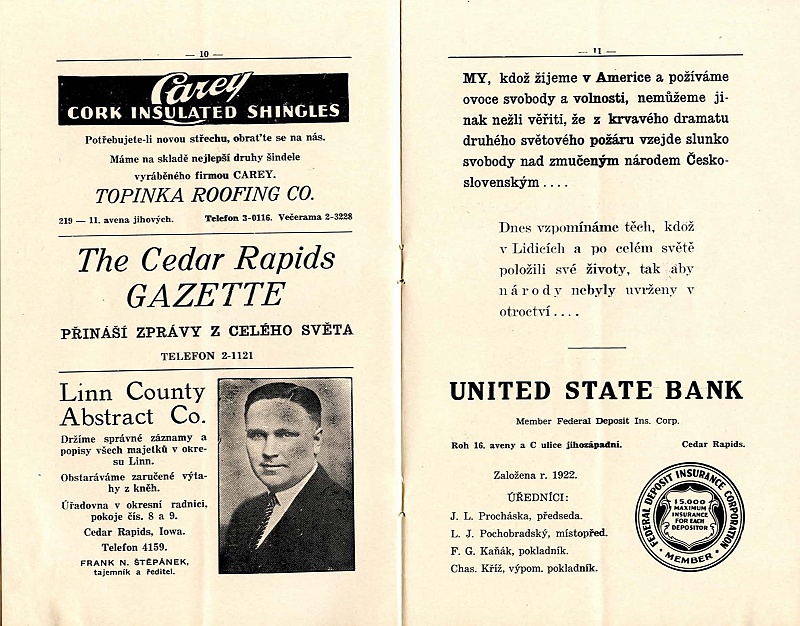 — 10 —
Carey
CORK INSULATED SHINGLES
Potřebujete-li novou střechu, obraťte se na nás.
Máme na skladě nejlepší druhy šindele
vyráběného firmou CAREY.
TOPINKA ROOFING CO.
219 — 11. avena jihových. Telefon 3-0116. Večerama 2-3228
The Cedar Rapids
GAZETTE
PŘINÁŠÍ ZPRÁVY Z CELÉHO SVĚTA
TELEFON 2-1121
Linn County
Abstract Co.
Držíme správné záznamy a
popisy všech majetků v okre-
su Linn.
Obstaráváme zaručené výta-
hy z kněh.
Úřadovna v okresní radnici,
pokoje čís. 8 a 9.
Cedar Rapids, Iowa.
Telefon 4159.
FRANK N. ŠTĚPÁNEK,
tajemník a ředitel.
— 11 —
MY, kdož žijeme v Americe a požíváme
ovoce svobody a volnosti, nemůžeme ji-
nak nežli věřiti, že z krvavého dramatu
druhého světového požáru vzejde slunko
svobody nad zmučeným národem Česko-
slovenským . . . .
Dnes vzpomínáme těch, kdož
v Lidicích a po celém světě
položili své životy, tak aby
národy nebyly uvrženy v
otroctví . . . .
UNITED STATE BANK
Member Federal Deposit Ins. Corp.
Roh 16. aveny a C ulice jihozápadní. Cedar Rapids.
Založena r. 1922.
ÚŘEDNÍCI:
J. L. Procháska, předseda.
L. J. Pochobradský, místopřed.
F. G. Kaňák, pokladník.
Chas. Kříž, výpom. pokladník.
FEDERAL DEPOSIT INSURANCE CORPORATION
15.000
MAXIMUM
INSURANCE
FOR EACH
DEPOSITOR
• MEMBER •